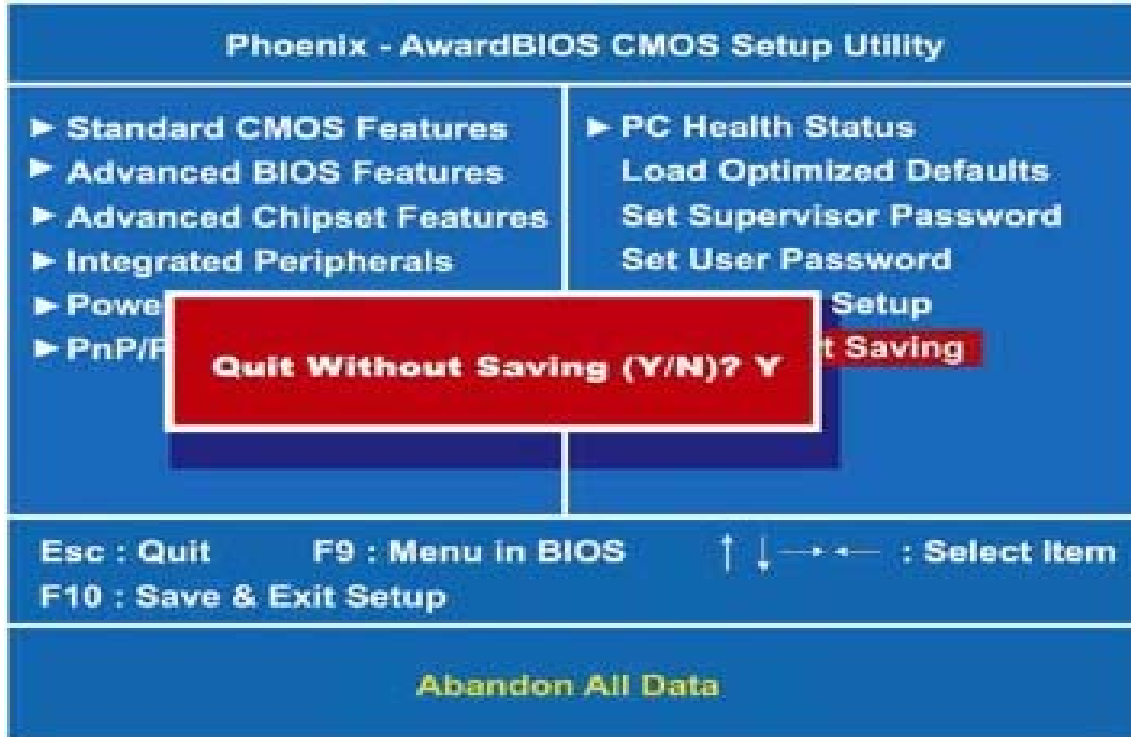 Phoenix - AwardBIOS CMOS Setup Utility
► Standard CMOS Features
► Advanced BIOS Features
► Advanced Chipset Features
► Integrated Peripherals
► Powe
► PnP/P
► PC Health Status
Load Optimized Defaults
Set Supervisor Password
Set User Password
Setup
t Saving
Quit Without Saving (Y/N)? Y
Esc : Quit F9 : Menu in BIOS ↑ ↓ → ← : Select Item
F10 : Save & Exit Setup
Abandon All Data